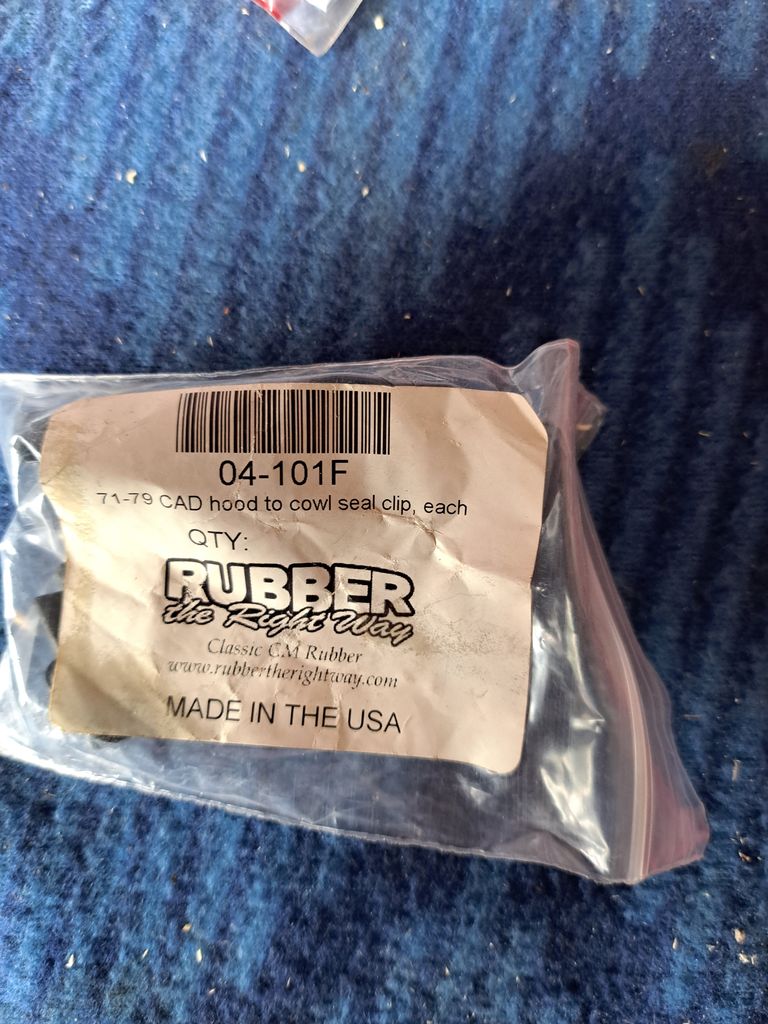 04-101F
71-79 CAD hood to cowl seal clip, each
QTY:
RUBBER
the Right Way
Classic GM Rubber
www.rubbertherightway.com
MADE IN THE USA